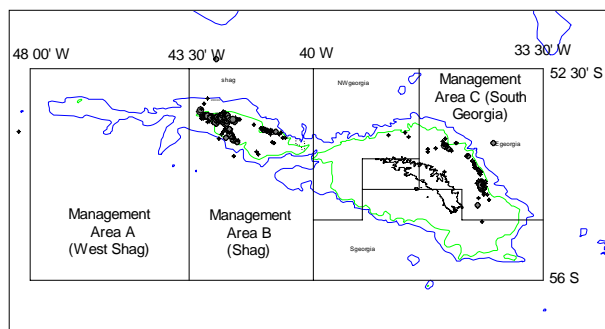 48 00' W
43 30' W
40 W
33 30' W
52 30' S
shag
NWgeorgia
Management
Area C (South
Georgia)
Egeorgia
Management
Area A
(West Shag)
Management
Area B
(Shag)
Sgeorgia
56 S